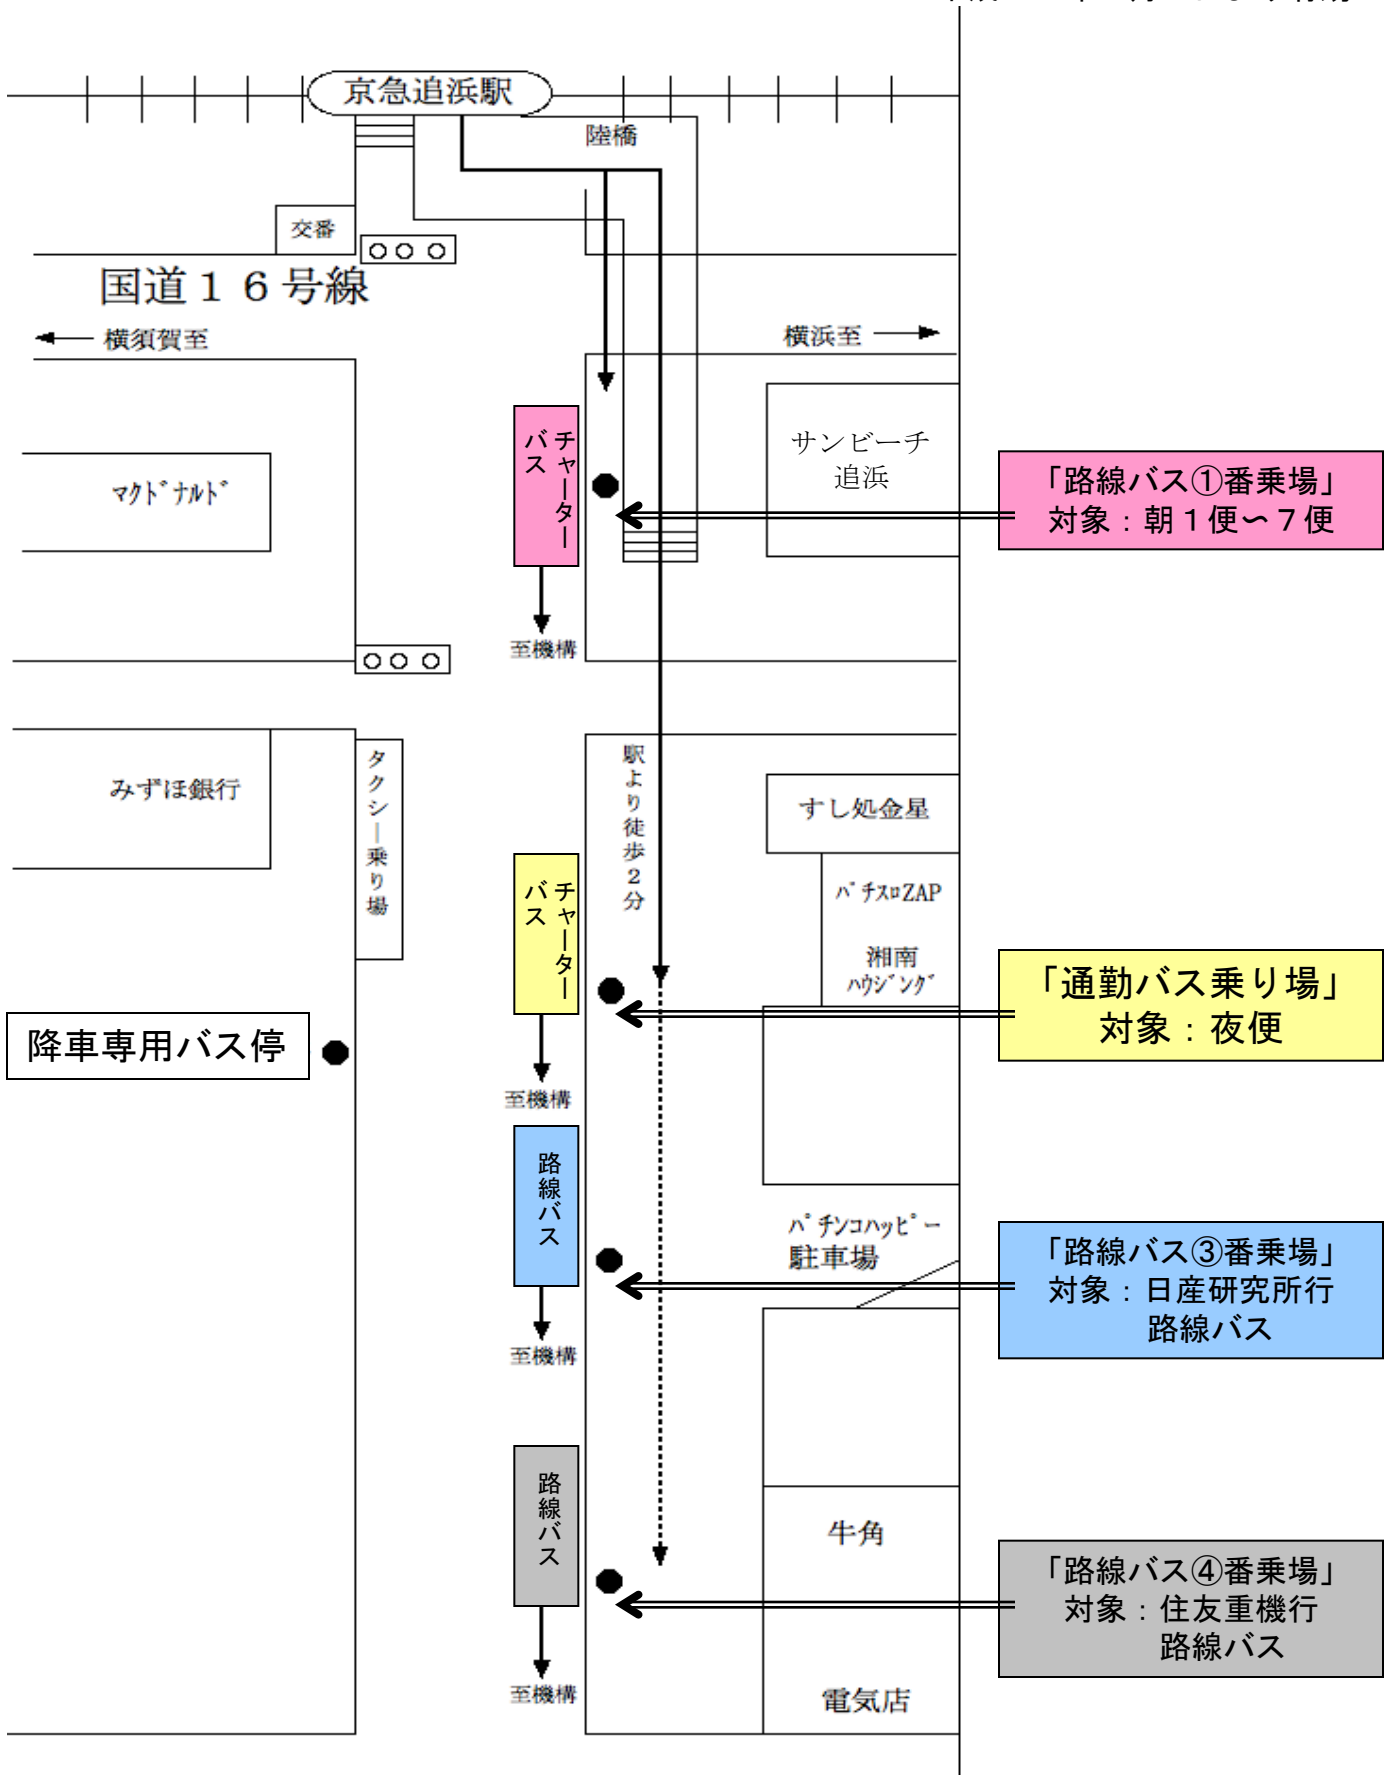 京急追浜駅
陸橋
交番
国道１６号線
横須賀至
横浜至
チャーター
バス
サンビーチ
追浜
「路線バス①番乗場」
対象：朝１便～７便
ﾏｸﾄﾞﾅﾙﾄﾞ
至機構
みずほ銀行
タクシー乗り場
駅より徒歩２分
すし処金星
ﾊﾟﾁｽﾛZAP
チャーター
バス
湘南
ﾊｳｼﾞﾝｸﾞ
「通勤バス乗り場」
対象：夜便
降車専用バス停
至機構
路線バス
ﾊﾟﾁﾝｺﾊｯﾋﾟｰ
駐車場
「路線バス③番乗場」
対象：日産研究所行
路線バス
至機構
路線バス
牛角
「路線バス④番乗場」
対象：住友重機行
路線バス
至機構
電気店